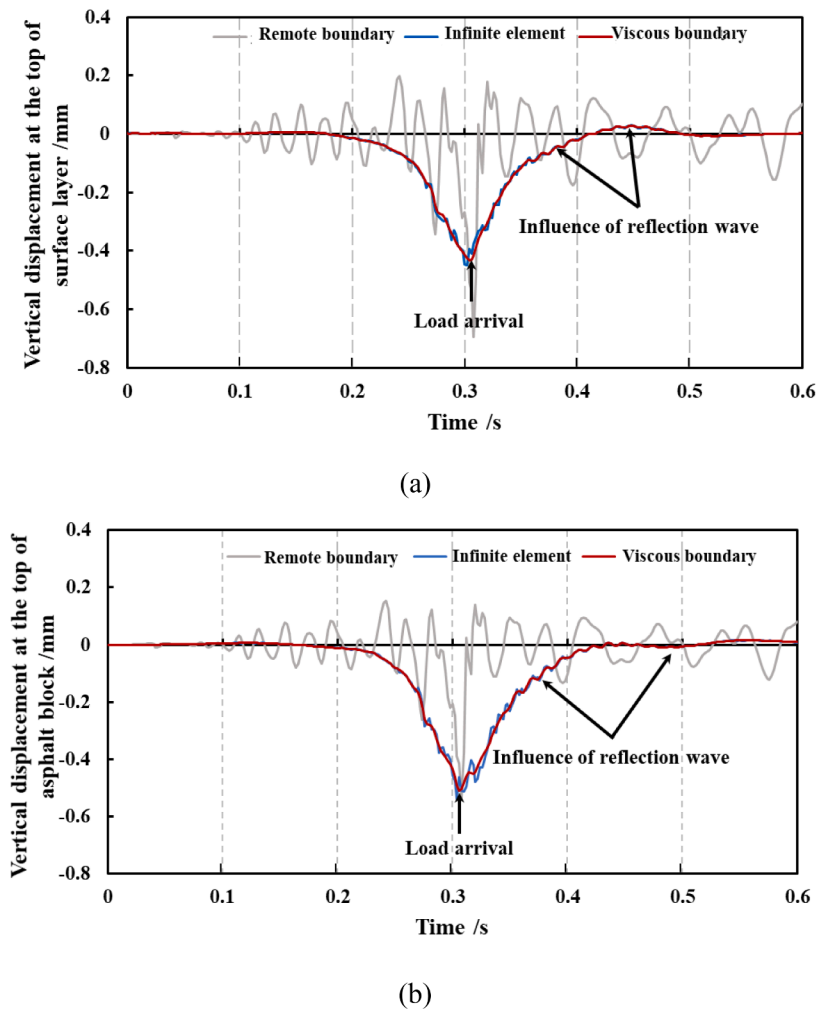 Vertical displacement at the top of
surface layer /mm
0.4
0.2
0
-0.2
-0.4
-0.6
-0.8
Remote boundary
Infinite element
Viscous boundary
Influence of reflection wave
Load arrival
0
0.1
0.2
0.3
0.4
0.5
0.6
Time /s
(a)
Vertical displacement at the top of
asphalt block /mm
0.4
0.2
0
-0.2
-0.4
-0.6
-0.8
Remote boundary
Infinite element
Viscous boundary
Influence of reflection wave
Load arrival
0
0.1
0.2
0.3
0.4
0.5
0.6
Time /s
(b)